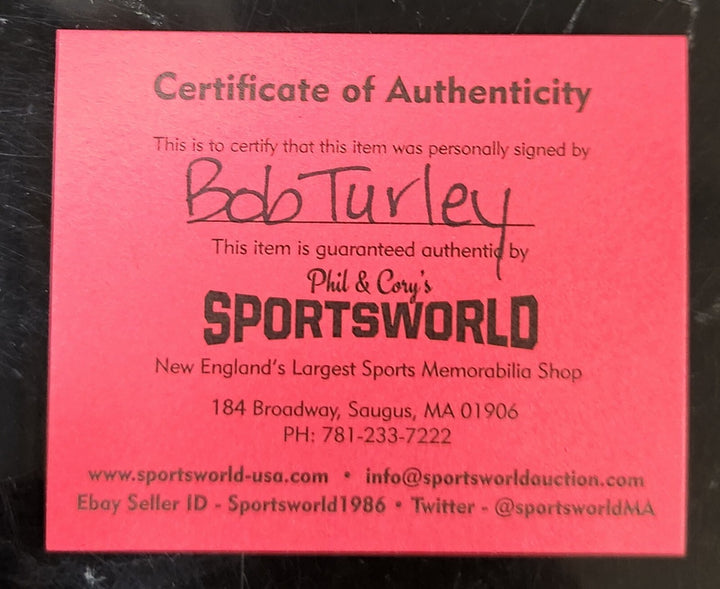 Certificate of Authenticity
This is to certify that this item was personally signed by
Bob Turley
This item is guaranteed authentic by
Phil & Cory's
SPORTSWORLD
New England's Largest Sports Memorabilia Shop
184 Broadway, Saugus, MA 01906
PH: 781-233-7222
www.sportsworld-usa.com • info@sportsworldauction.com
Ebay Seller ID - Sportsworld1986 • Twitter - @sportsworldMA